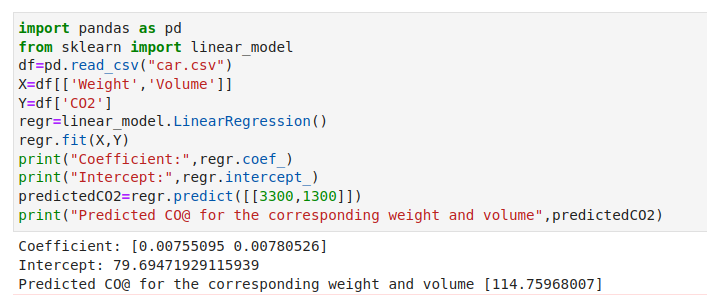 import pandas as pd
from sklearn import linear_model
df=pd.read_csv("car.csv")
X=df[['Weight','Volume']]
Y=df['CO2']
regr=linear_model.LinearRegression()
regr.fit(X,Y)
print("Coefficient:",regr.coef_)
print("Intercept:",regr.intercept_)
predictedCO2=regr.predict([[3300,1300]])
print("Predicted CO@ for the corresponding weight and volume",predictedCO2)
Coefficient: [0.00755095 0.00780526]
Intercept: 79.69471929115939
Predicted CO@ for the corresponding weight and volume [114.75968007]